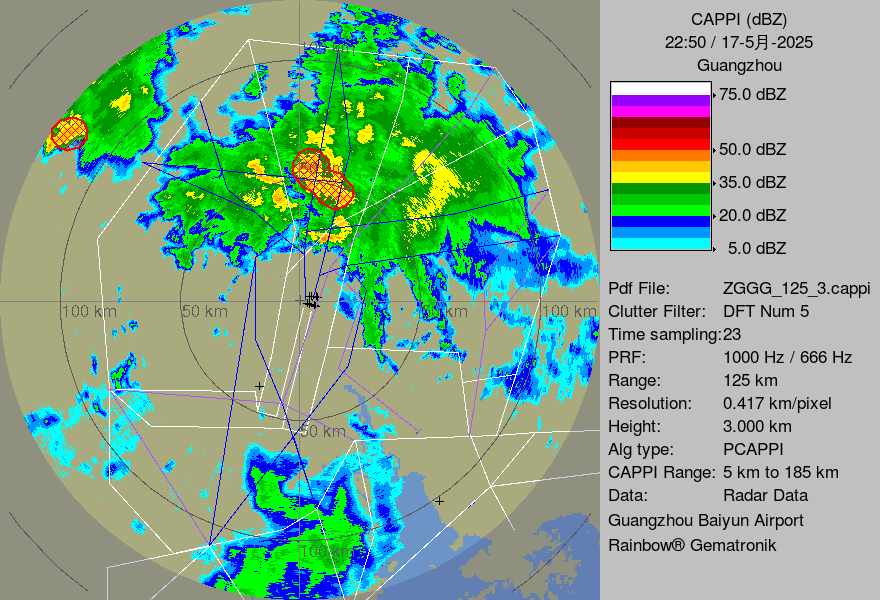 CAPPI (dBZ)
22:50 / 17-5月-2025
Guangzhou
75.0 dBZ
50.0 dBZ
35.0 dBZ
20.0 dBZ
5.0 dBZ
Pdf File: ZGGG_125_3.cappi
Clutter Filter: DFT Num 5
Time sampling:23
PRF: 1000 Hz / 666 Hz
Range: 125 km
Resolution: 0.417 km/pixel
Height: 3.000 km
Alg type: PCAPPI
CAPPI Range: 5 km to 185 km
Data: Radar Data
Guangzhou Baiyun Airport
Rainbow® Gematronik
100 km
50 km
100 km
50 km
100 km